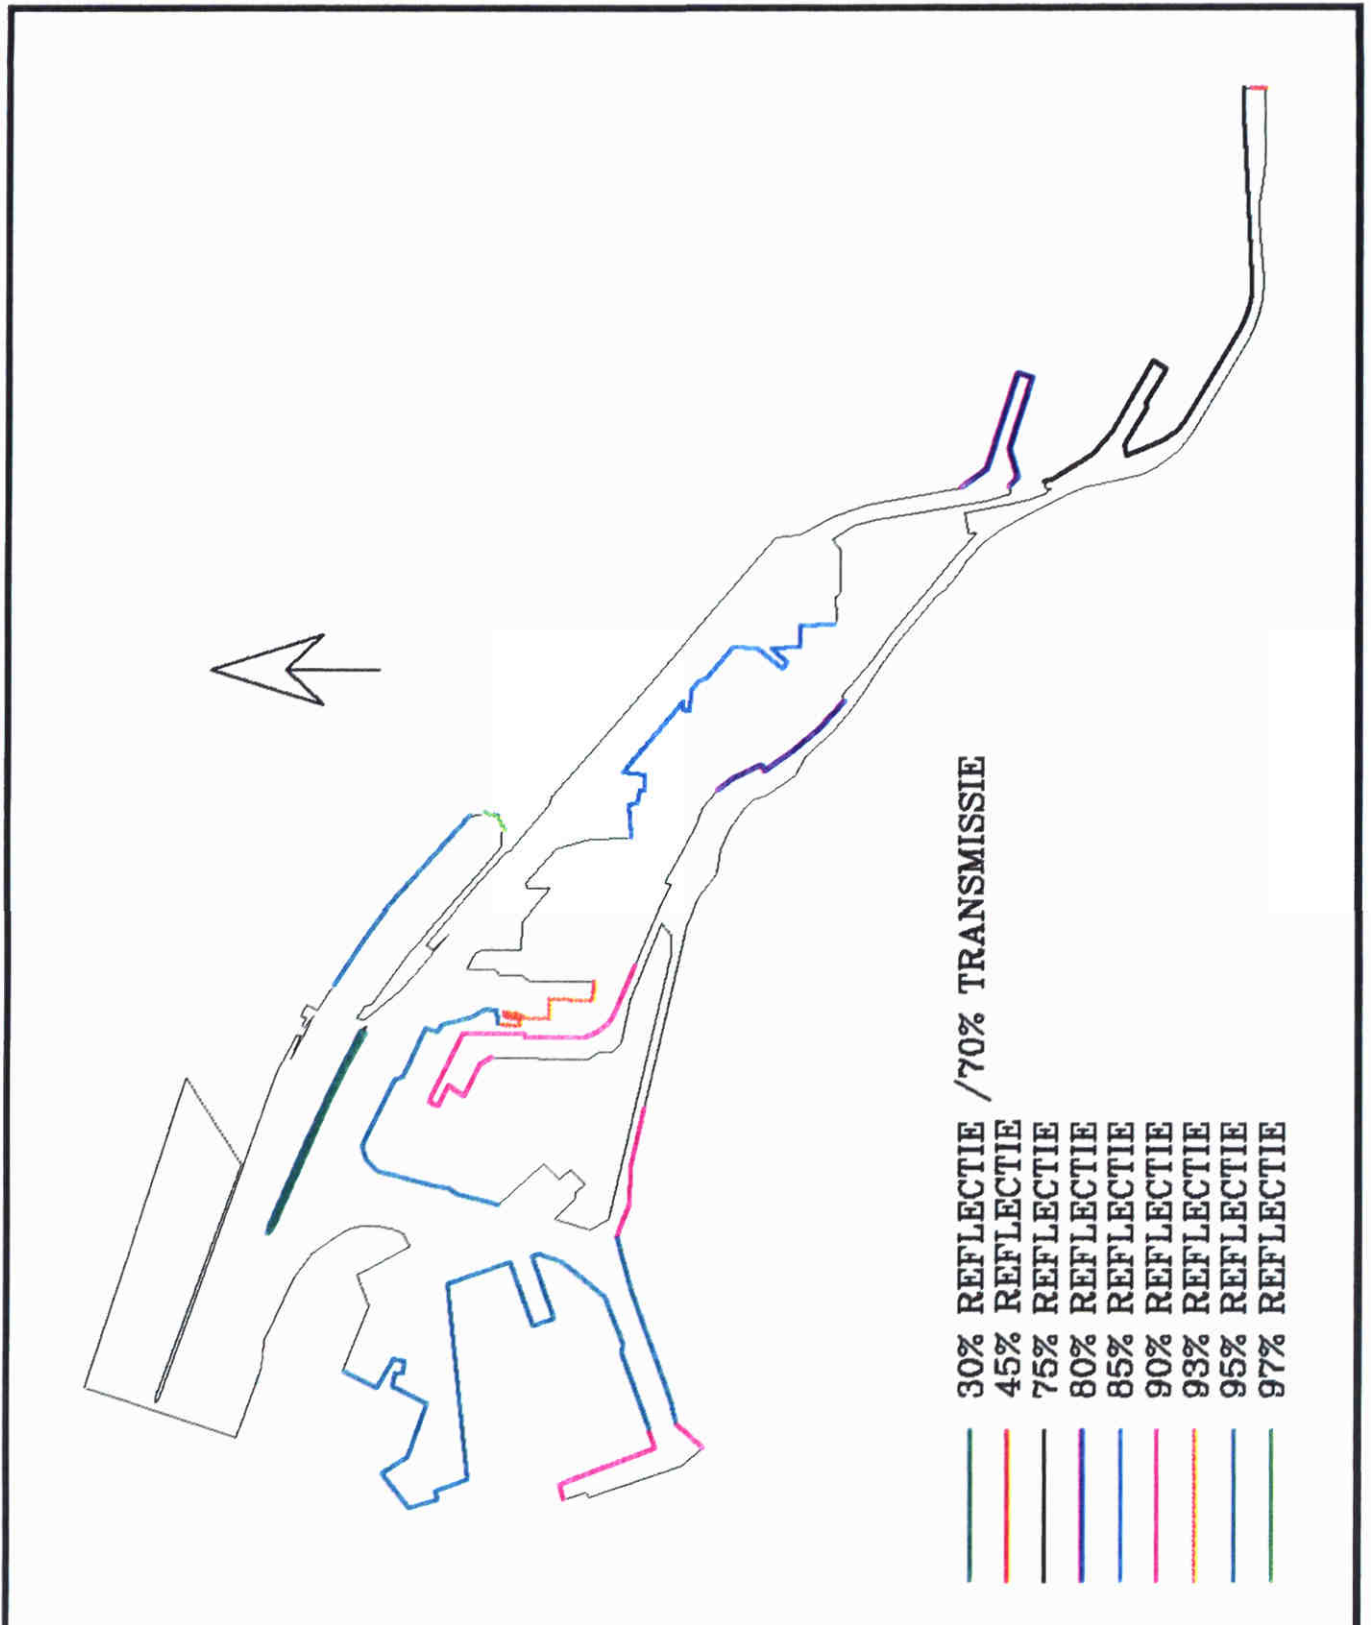 30% REFLECTIE /70% TRANSMISSIE
45% REFLECTIE
75% REFLECTIE
80% REFLECTIE
85% REFLECTIE
90% REFLECTIE
93% REFLECTIE
95% REFLECTIE
97% REFLECTIE